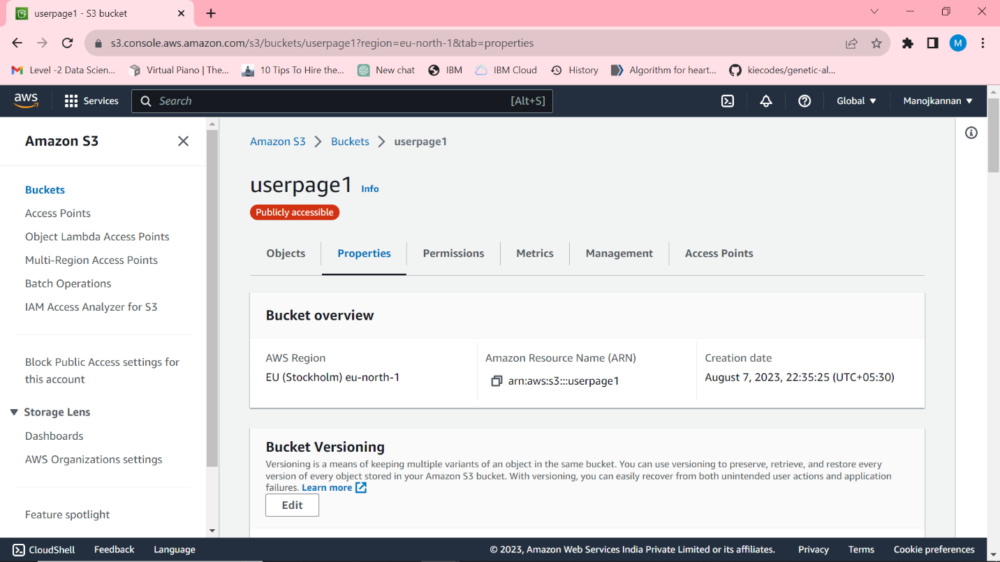 userpage1 - S3 bucket
s3.console.aws.amazon.com/s3/buckets/userpage1?region=eu-north-1&tab=properties
M
Level -2 Data Scien...
Virtual Piano | The...
10 Tips To Hire the...
New chat
IBM
IBM Cloud
History
Algorithm for heart...
kiecodes/genetic-al...
aws
Services
Search
[Alt+S]
Global
Manojkannan
Amazon S3
Buckets
Access Points
Object Lambda Access Points
Multi-Region Access Points
Batch Operations
IAM Access Analyzer for S3
Block Public Access settings for
this account
Storage Lens
Dashboards
AWS Organizations settings
Feature spotlight
Amazon S3 > Buckets > userpage1
userpage1 Info
Publicly accessible
Objects
Properties
Permissions
Metrics
Management
Access Points
Bucket overview
AWS Region
EU (Stockholm) eu-north-1
Amazon Resource Name (ARN)
arn:aws:s3:::userpage1
Creation date
August 7, 2023, 22:35:25 (UTC+05:30)
Bucket Versioning
Versioning is a means of keeping multiple variants of an object in the same bucket. You can use versioning to preserve, retrieve, and restore every
version of every object stored in your Amazon S3 bucket. With versioning, you can easily recover from both unintended user actions and application
failures. Learn more
Edit
CloudShell
Feedback
Language
© 2023, Amazon Web Services India Private Limited or its affiliates.
Privacy
Terms
Cookie preferences